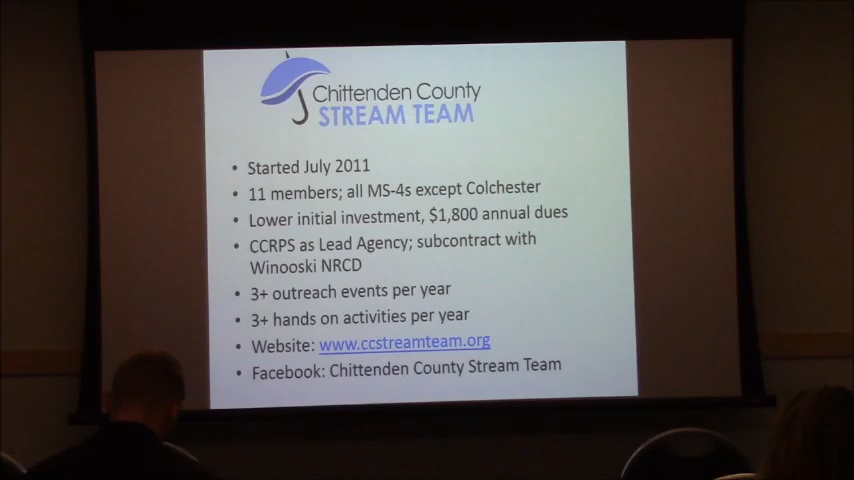 Chittenden County
STREAM TEAM
• Started July 2011
• 11 members; all MS-4s except Colchester
• Lower initial investment, $1,800 annual dues
• CCRPS as Lead Agency; subcontract with
Winooski NRCD
• 3+ outreach events per year
• 3+ hands on activities per year
• Website: www.ccstreamteam.org
• Facebook: Chittenden County Stream Team